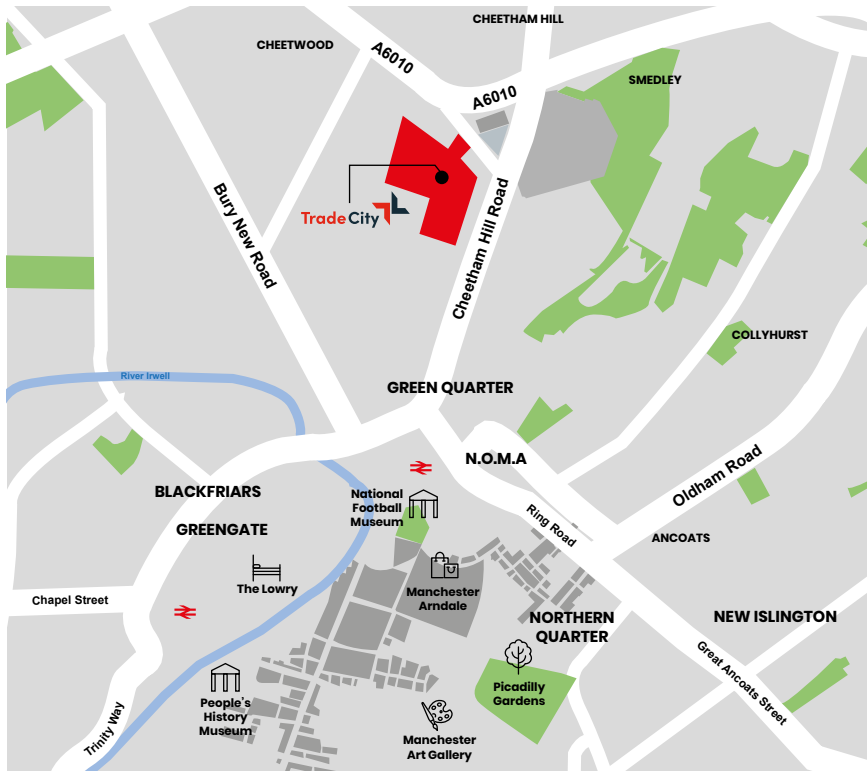 CHEETHAM HILL
CHEETWOOD
A6010
SMEDLEY
A6010
Bury New Road
Cheetham Hill Road
TradeCity
COLLYHURST
River Irwell
GREEN QUARTER
N.O.M.A
Oldham Road
BLACKFRIARS
National
Football
Museum
Ring Road
GREENGATE
ANCOATS
The Lowry
Manchester
Arndale
Chapel Street
NORTHERN
QUARTER
NEW ISLINGTON
Great Ancoats Street
Picadilly
Gardens
People's
History
Museum
Trinity Way
Manchester
Art Gallery